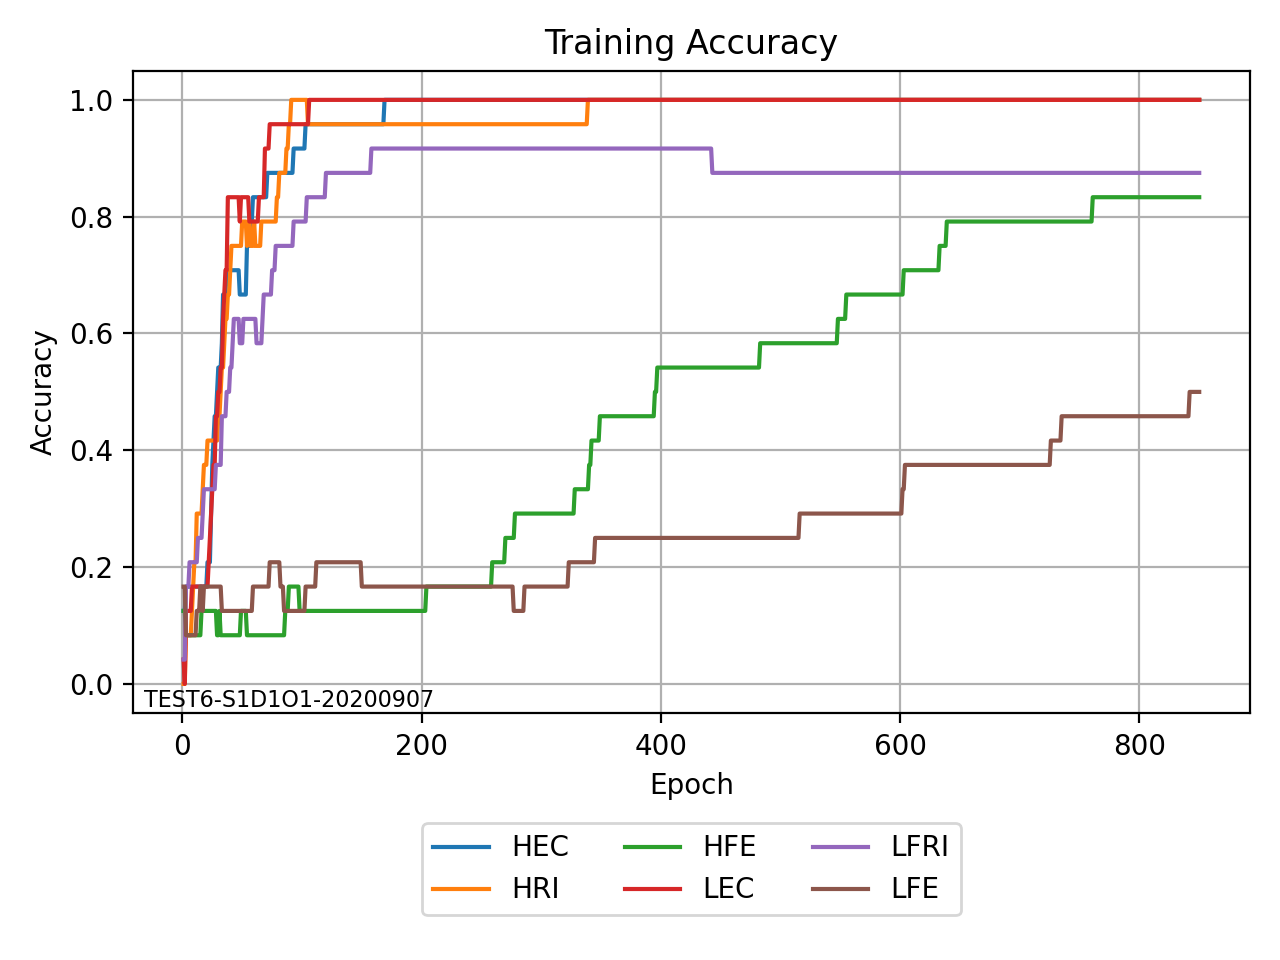 Training Accuracy
1.0
0.8
0.6
0.4
0.2
0.0
Accuracy
TEST6-S1D1O1-20200907
0 200 400 600 800
Epoch
HEC HFE LFRI
HRI LEC LFE